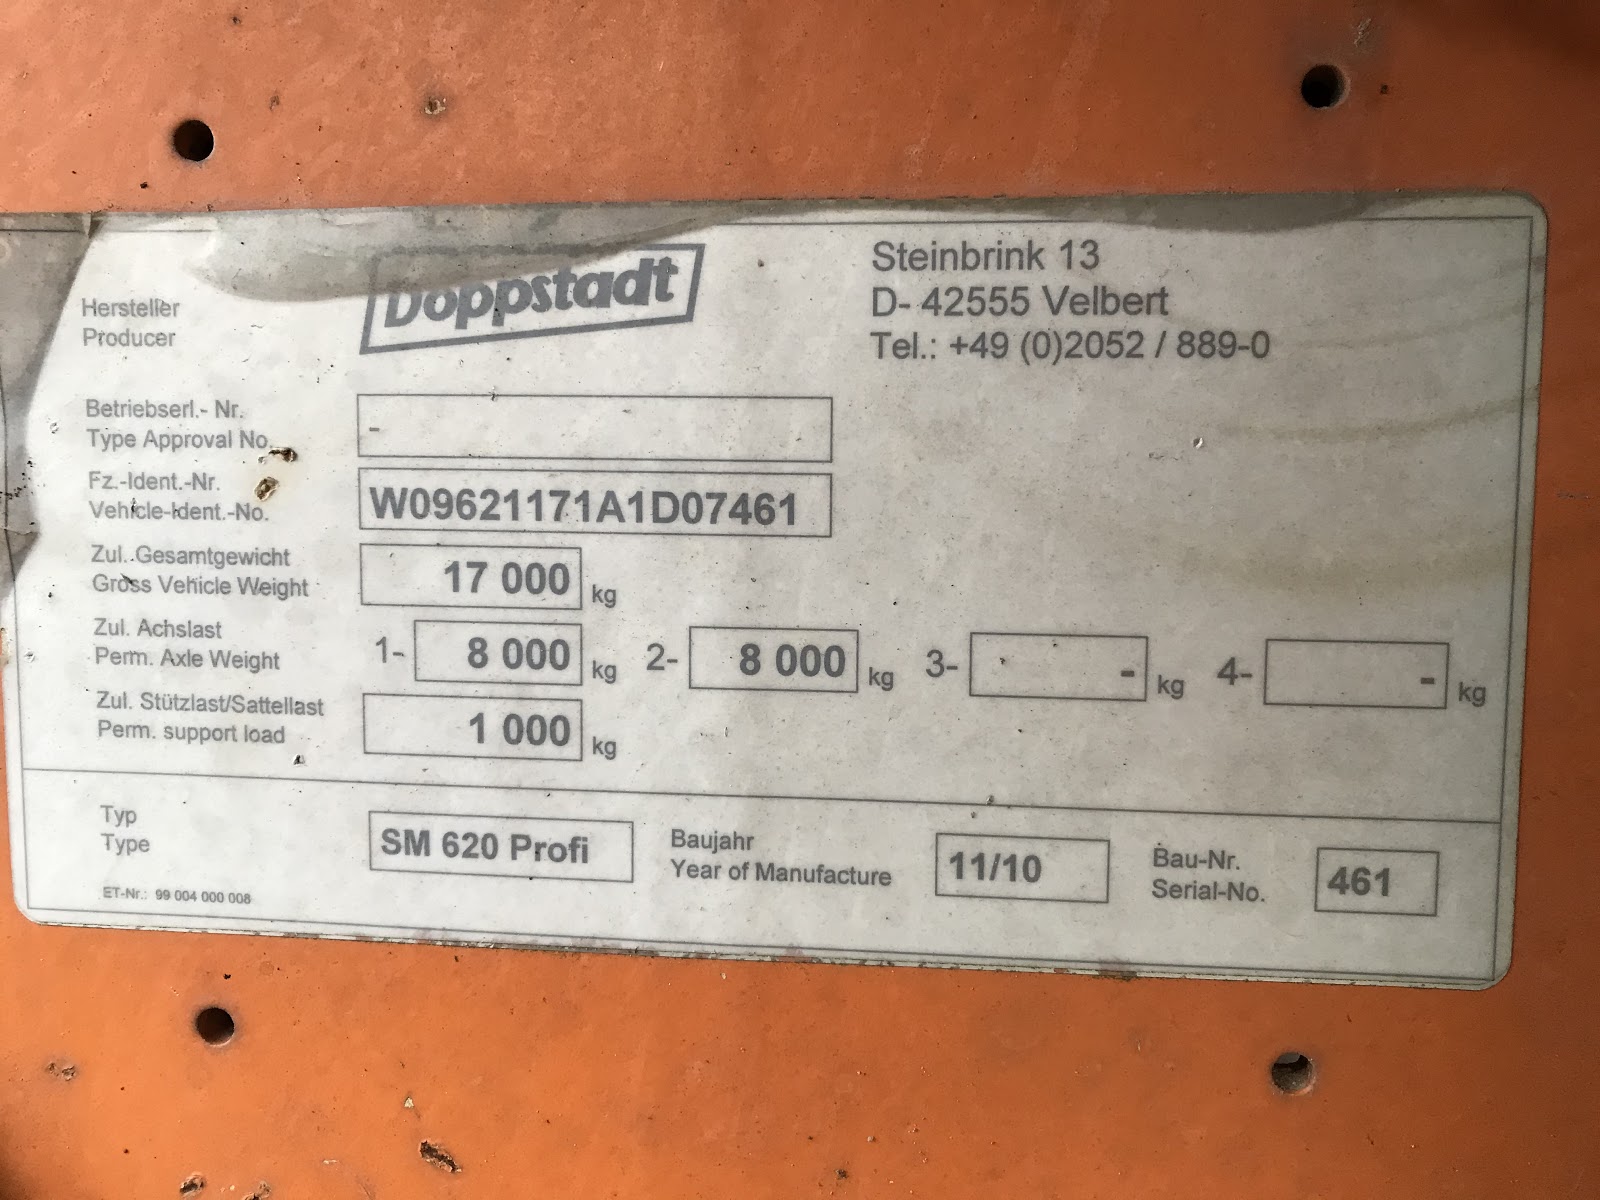 Hersteller
Producer
Doppstadt
Steinbrink 13
D- 42555 Velbert
Tel.: +49 (0)2052 / 889-0
Betriebserl.- Nr.
Type Approval No.
-
Fz.-Ident.-Nr.
Vehicle-Ident.-No.
W09621171A1D07461
Zul. Gesamtgewicht
Gross Vehicle Weight
17 000 kg
Zul. Achslast
Perm. Axle Weight
1- 8 000 kg 2- 8 000 kg 3- - kg 4- - kg
Zul. Stützlast/Sattellast
Perm. support load
1 000 kg
Typ
Type
SM 620 Profi
Baujahr
Year of Manufacture
11/10
Bau-Nr.
Serial-No.
461
ET-Nr.: 99 004 000 008